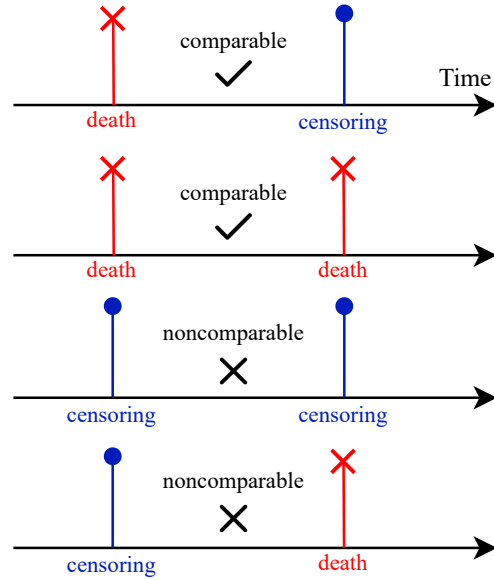 comparable
Time
death
censoring
comparable
death
death
noncomparable
censoring
censoring
noncomparable
censoring
death